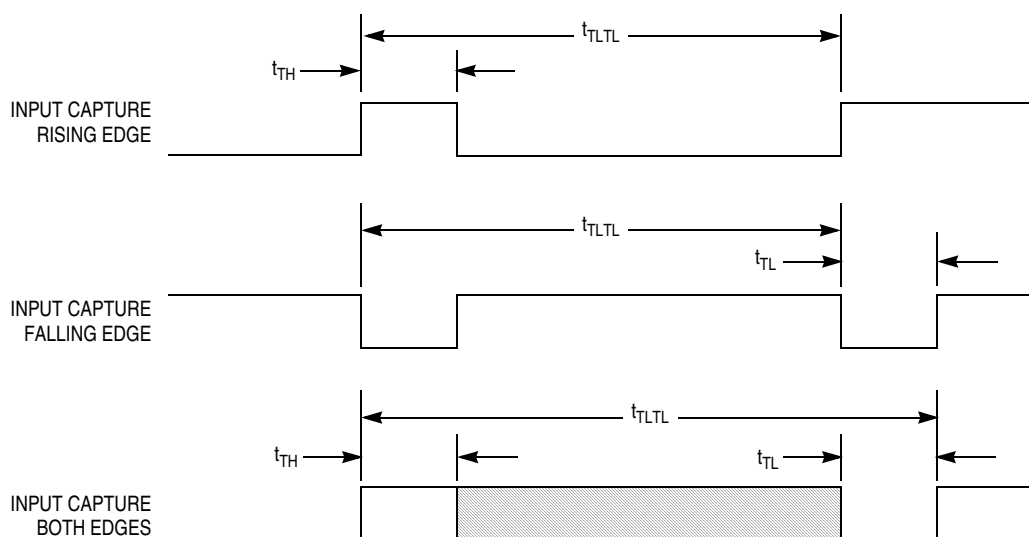 tTLTL
tTH
INPUT CAPTURE
RISING EDGE
tTLTL
tTL
INPUT CAPTURE
FALLING EDGE
tTLTL
tTH
tTL
INPUT CAPTURE
BOTH EDGES